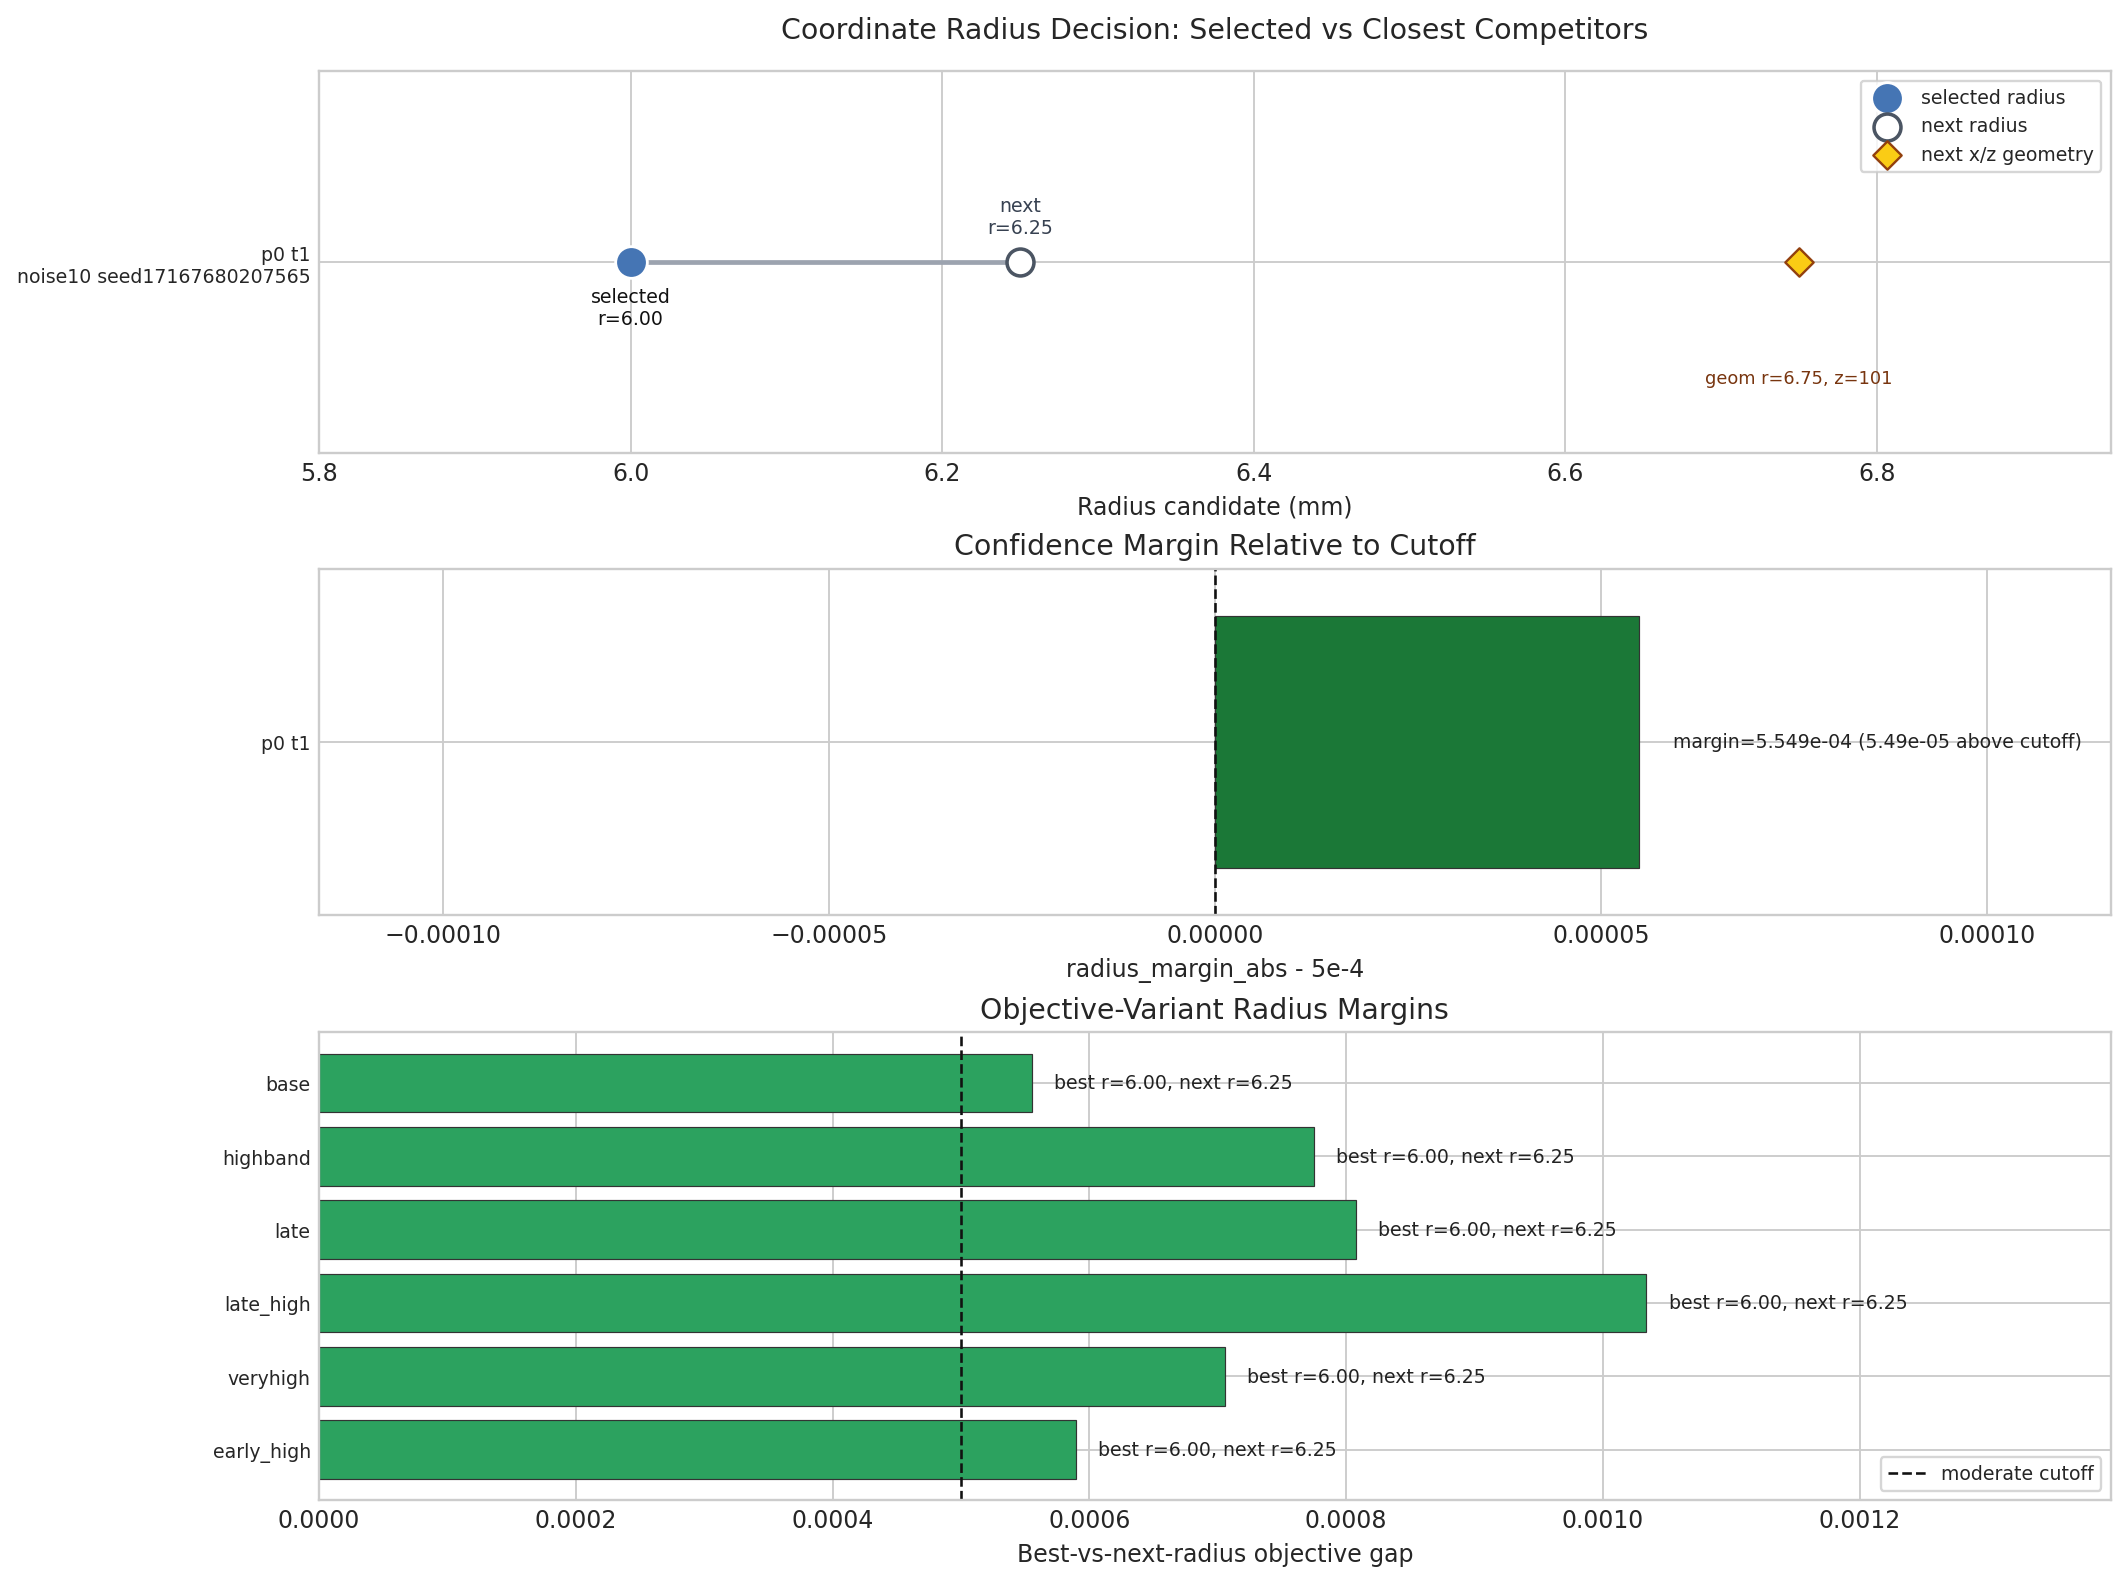 Coordinate Radius Decision: Selected vs Closest Competitors
selected radius
next radius
next x/z geometry
next
r=6.25
p0 t1
noise10 seed17167680207565
selected
r=6.00
geom r=6.75, z=101
5.8 6.0 6.2 6.4 6.6 6.8
Radius candidate (mm)
Confidence Margin Relative to Cutoff
p0 t1
margin=5.549e-04 (5.49e-05 above cutoff)
−0.00010 −0.00005 0.00000 0.00005 0.00010
radius_margin_abs - 5e-4
Objective-Variant Radius Margins
base best r=6.00, next r=6.25
highband best r=6.00, next r=6.25
late best r=6.00, next r=6.25
late_high best r=6.00, next r=6.25
veryhigh best r=6.00, next r=6.25
early_high best r=6.00, next r=6.25
moderate cutoff
0.0000 0.0002 0.0004 0.0006 0.0008 0.0010 0.0012
Best-vs-next-radius objective gap